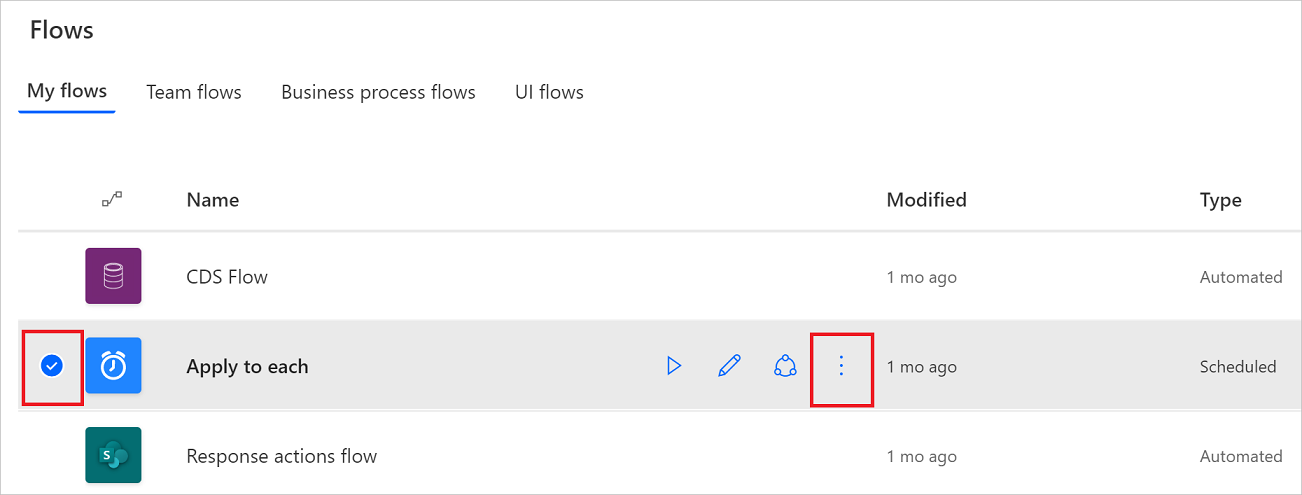 Flows
My flows Team flows Business process flows UI flows
Name Modified Type
CDS Flow 1 mo ago Automated
Apply to each 1 mo ago Scheduled
S
Response actions flow 1 mo ago Automated